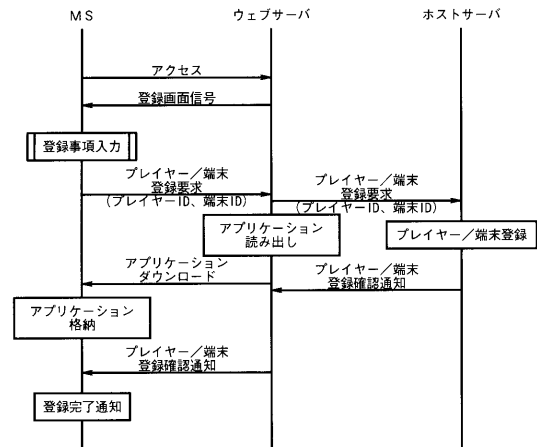 MS
ウェブサーバ
ホストサーバ
アクセス
登録画面信号
登録事項入力
プレイヤー／端末
登録要求
(プレイヤーID、端末ID)
プレイヤー／端末
登録要求
(プレイヤーID、端末ID)
アプリケーション
読み出し
プレイヤー／端末登録
アプリケーション
ダウンロード
プレイヤー／端末
登録確認通知
アプリケーション
格納
プレイヤー／端末
登録確認通知
登録完了通知